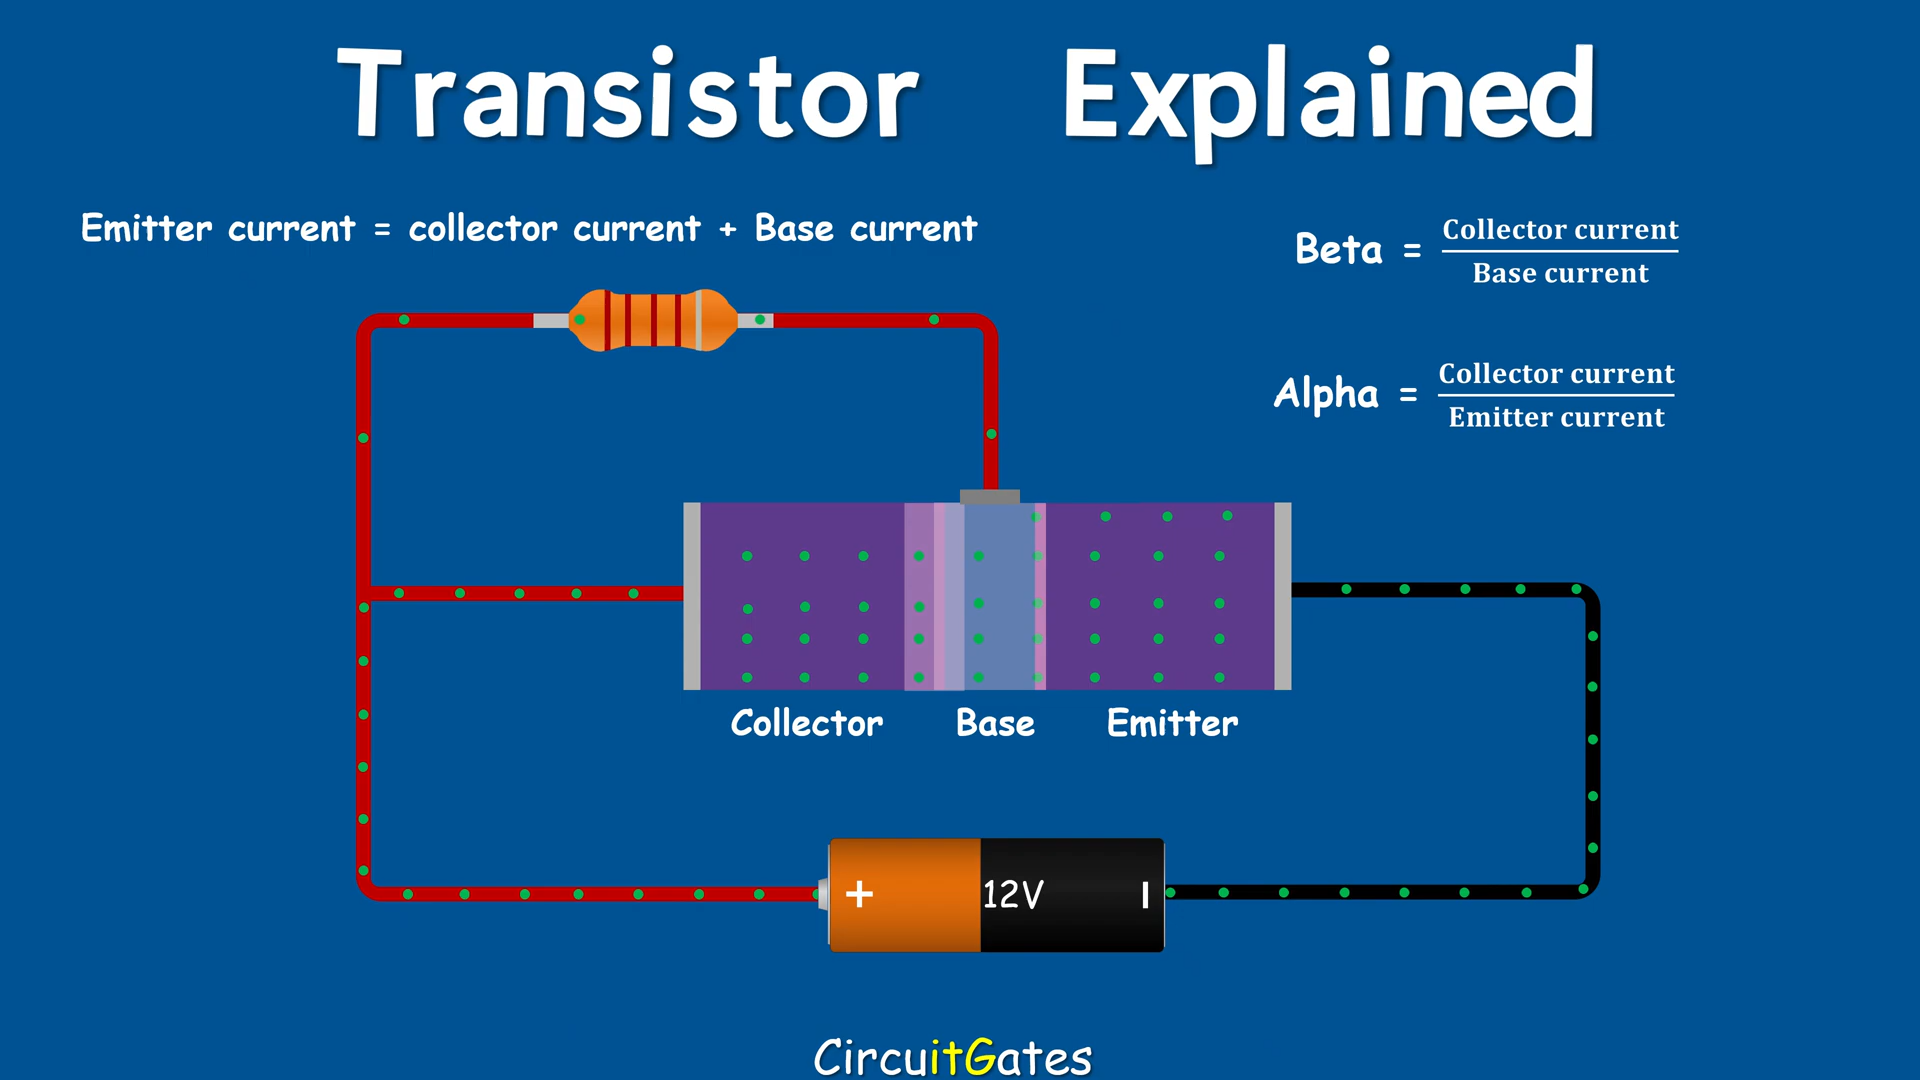 Transistor Explained
Emitter current = collector current + Base current
Beta = Collector current / Base current
Alpha = Collector current / Emitter current
Collector Base Emitter
+ 12V -
CircuitGates